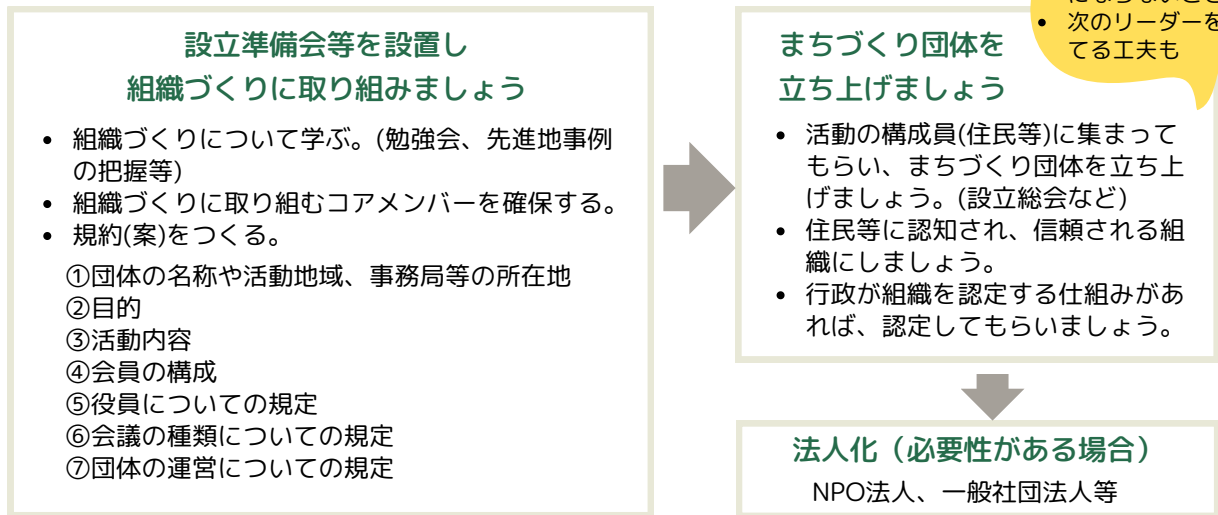 設立準備会等を設置し
組織づくりに取り組みましょう
• 組織づくりについて学ぶ。(勉強会、先進地事例
の把握等)
• 組織づくりに取り組むコアメンバーを確保する。
• 規約(案)をつくる。
①団体の名称や活動地域、事務局等の所在地
②目的
③活動内容
④会員の構成
⑤役員についての規定
⑥会議の種類についての規定
⑦団体の運営についての規定
• 次のリーダーを
てる工夫も
まちづくり団体を
立ち上げましょう
• 活動の構成員(住民等)に集まって
もらい、まちづくり団体を立ち上
げましょう。(設立総会など)
• 住民等に認知され、信頼される組
織にしましょう。
• 行政が組織を認定する仕組みがあ
れば、認定してもらいましょう。
法人化（必要性がある場合）
NPO法人、一般社団法人等